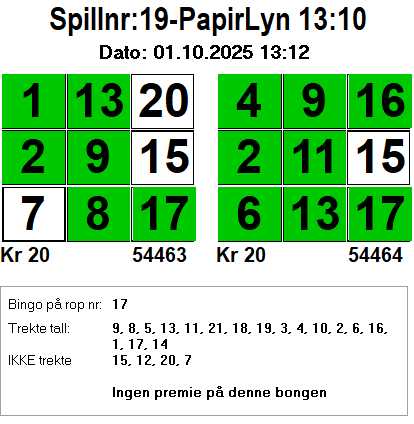 Spillnr:19-PapirLyn 13:10
Dato: 01.10.2025 13:12
1 13 20 4 9 16
2 9 15 2 11 15
7 8 17 6 13 17
Kr 20 54463 Kr 20 54464
Bingo på rop nr: 17
Trekte tall: 9, 8, 5, 13, 11, 21, 18, 19, 3, 4, 10, 2, 6, 16,
1, 17, 14
IKKE trekte 15, 12, 20, 7
Ingen premie på denne bongen